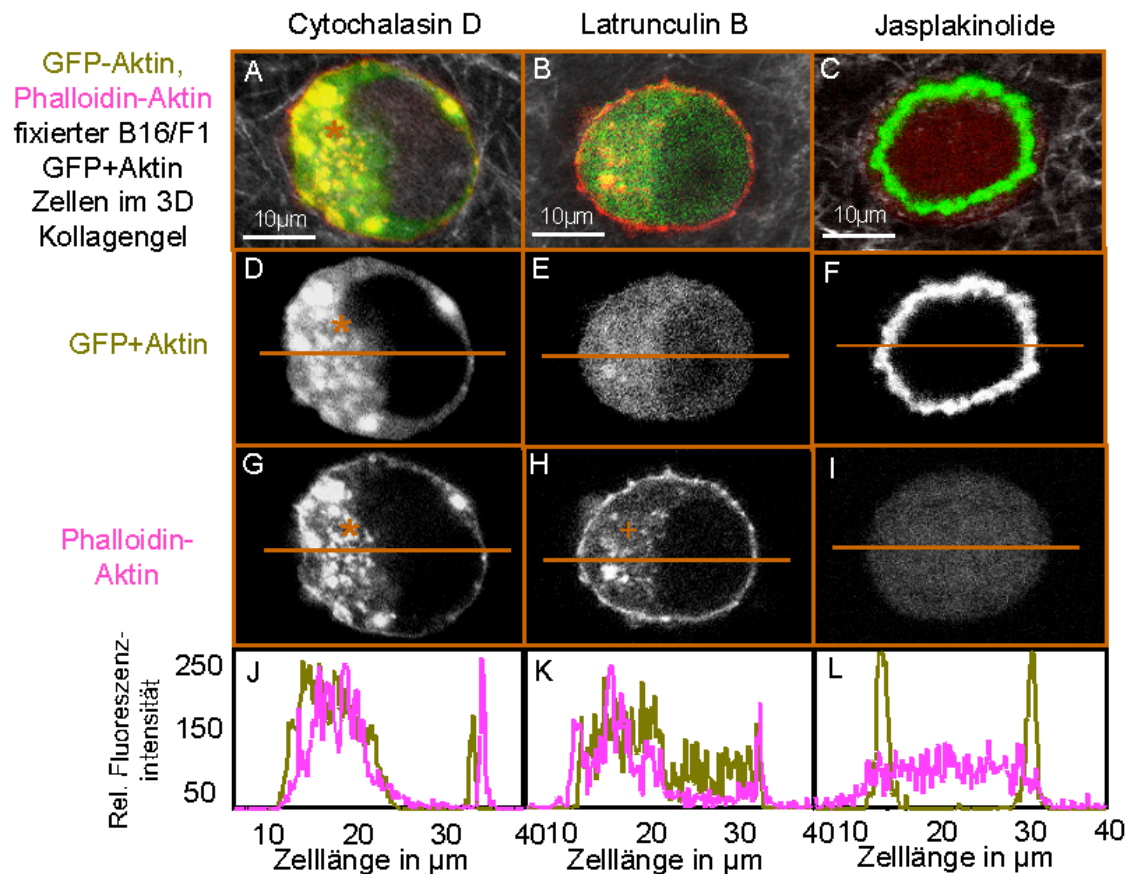 Cytochalasin D
Latrunculin B
Jasplakinolide
GFP-Aktin,
Phalloidin-Aktin
fixierter B16/F1
GFP+Aktin
Zellen im 3D
Kollagengel
A
10µm
B
10µm
C
10µm
GFP+Aktin
D
*
E
F
Phalloidin-
Aktin
G
*
H
+
I
Rel. Fluoreszenz-
intensität
250
150
50
J
K
L
10 20 30 40
10 20 30 40
10 20 30 40
Zelllänge in µm
Zelllänge in µm
Zelllänge in µm